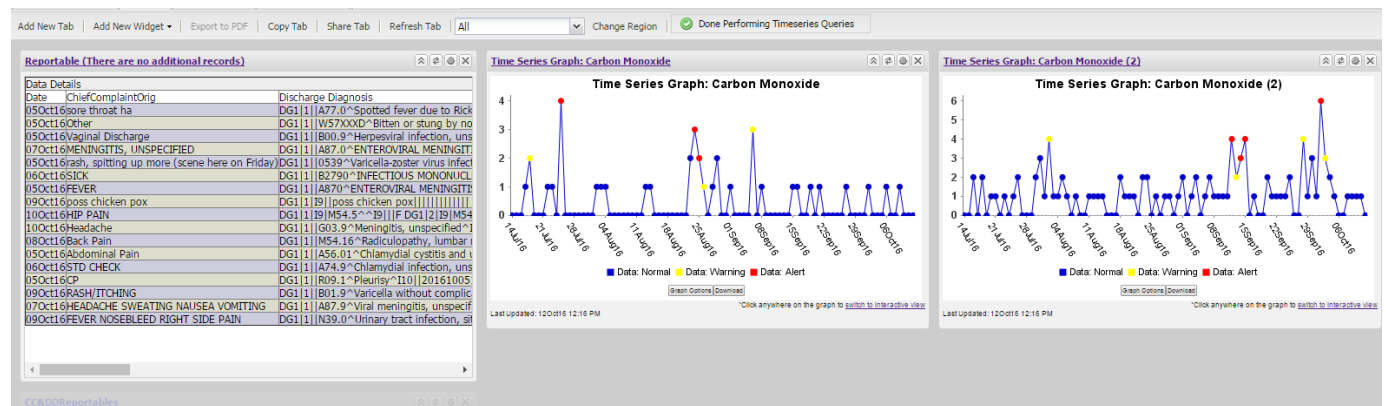 Add New Tab | Add New Widget | Export to PDF | Copy Tab | Share Tab | Refresh Tab | All Change Region | Done Performing Timeseries Queries
Reportable (There are no additional records)
Data Details
Date ChiefComplaintOrig Discharge Diagnosis
05Oct16 sore throat ha DG1|1||A77.0^Spotted fever due to Rick
05Oct16 Other DG1|1||W57XXXD^Bitten or stung by no
05Oct16 Vaginal Discharge DG1|1||B00.9^Herpesviral infection, uns
07Oct16 MENINGITIS, UNSPECIFIED DG1|1||A87.0^ENTEROVIRAL MENINGIT
05Oct16 rash, spitting up more (scene here on Friday) DG1|1||0539^Varicella-zoster virus infect
06Oct16 SICK DG1|1||B2790^INFECTIOUS MONONUCL
05Oct16 FEVER DG1|1||A870^ENTEROVIRAL MENINGITI
09Oct16 poss chicken pox DG1|1|I9||poss chicken pox||||||||||||
10Oct16 HIP PAIN DG1|1|I9|M54.5^^I9|||F DG1|2|I9|M54
10Oct16 Headache DG1|1||G03.9^Meningitis, unspecified^I
08Oct16 Back Pain DG1|1||M54.16^Radiculopathy, lumbar
05Oct16 Abdominal Pain DG1|1||A56.01^Chlamydial cystitis and
06Oct16 STD CHECK DG1|1||A74.9^Chlamydial infection, uns
05Oct16 CP DG1|1||R09.1^Pleurisy^I10||201610051
09Oct16 RASH/ITCHING DG1|1||B01.9^Varicella without complic
07Oct16 HEADACHE SWEATING NAUSEA VOMITING DG1|1||A87.9^Viral meningitis, unspecif
09Oct16 FEVER NOSEBLEED RIGHT SIDE PAIN DG1|1||N39.0^Urinary tract infection, sit
CC&DDReportables
Time Series Graph: Carbon Monoxide
Time Series Graph: Carbon Monoxide
4
3
2
1
0
14Jul16 21Jul16 28Jul16 04Aug16 11Aug16 18Aug16 25Aug16 01Sep16 08Sep16 15Sep16 22Sep16 29Sep16 06Oct16
Data: Normal Data: Warning Data: Alert
Graph Options Download
*Click anywhere on the graph to switch to interactive view
Last Updated: 12Oct16 12:16 PM
Time Series Graph: Carbon Monoxide (2)
Time Series Graph: Carbon Monoxide (2)
6
5
4
3
2
1
0
14Jul16 21Jul16 28Jul16 04Aug16 11Aug16 18Aug16 25Aug16 01Sep16 08Sep16 15Sep16 22Sep16 29Sep16 06Oct16
Data: Normal Data: Warning Data: Alert
Graph Options Download
*Click anywhere on the graph to switch to interactive view
Last Updated: 12Oct16 12:16 PM